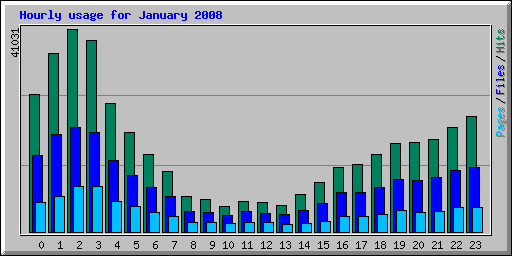 Hourly usage for January 2008
41031
Pages / Files / Hits
0 1 2 3 4 5 6 7 8 9 10 11 12 13 14 15 16 17 18 19 20 21 22 23